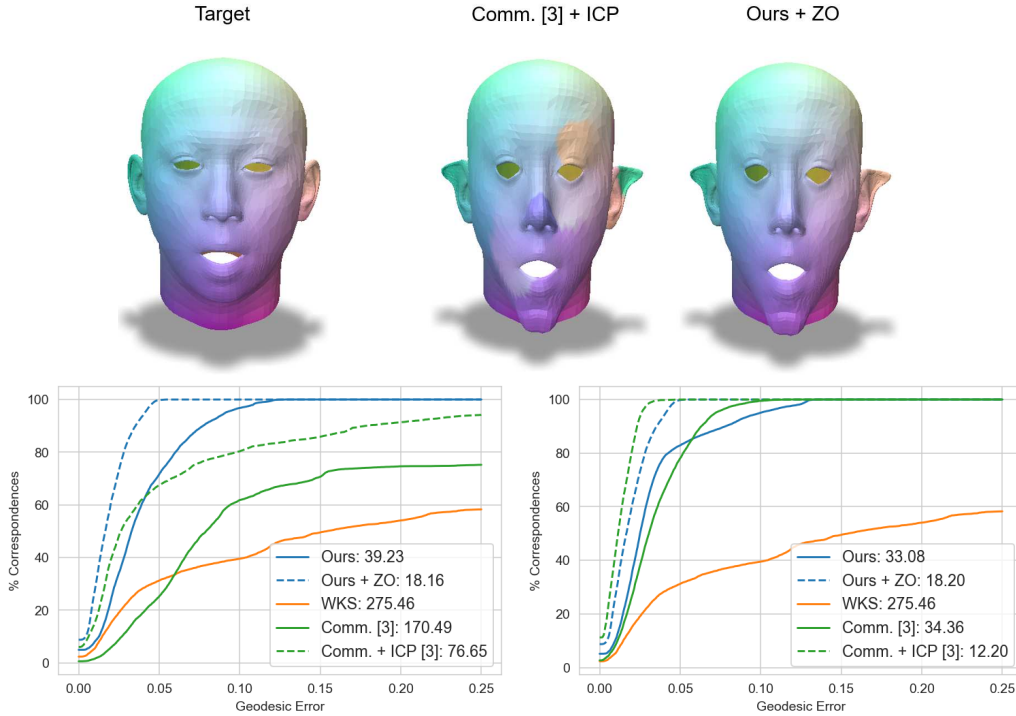 Target
Comm. [3] + ICP
Ours + ZO
% Correspondences
100
80
60
40
20
0
Ours: 39.23
Ours + ZO: 18.16
WKS: 275.46
Comm. [3]: 170.49
Comm. + ICP [3]: 76.65
0.00
0.05
0.10
0.15
0.20
0.25
Geodesic Error
% Correspondences
100
80
60
40
20
0
Ours: 33.08
Ours + ZO: 18.20
WKS: 275.46
Comm. [3]: 34.36
Comm. + ICP [3]: 12.20
0.00
0.05
0.10
0.15
0.20
0.25
Geodesic Error